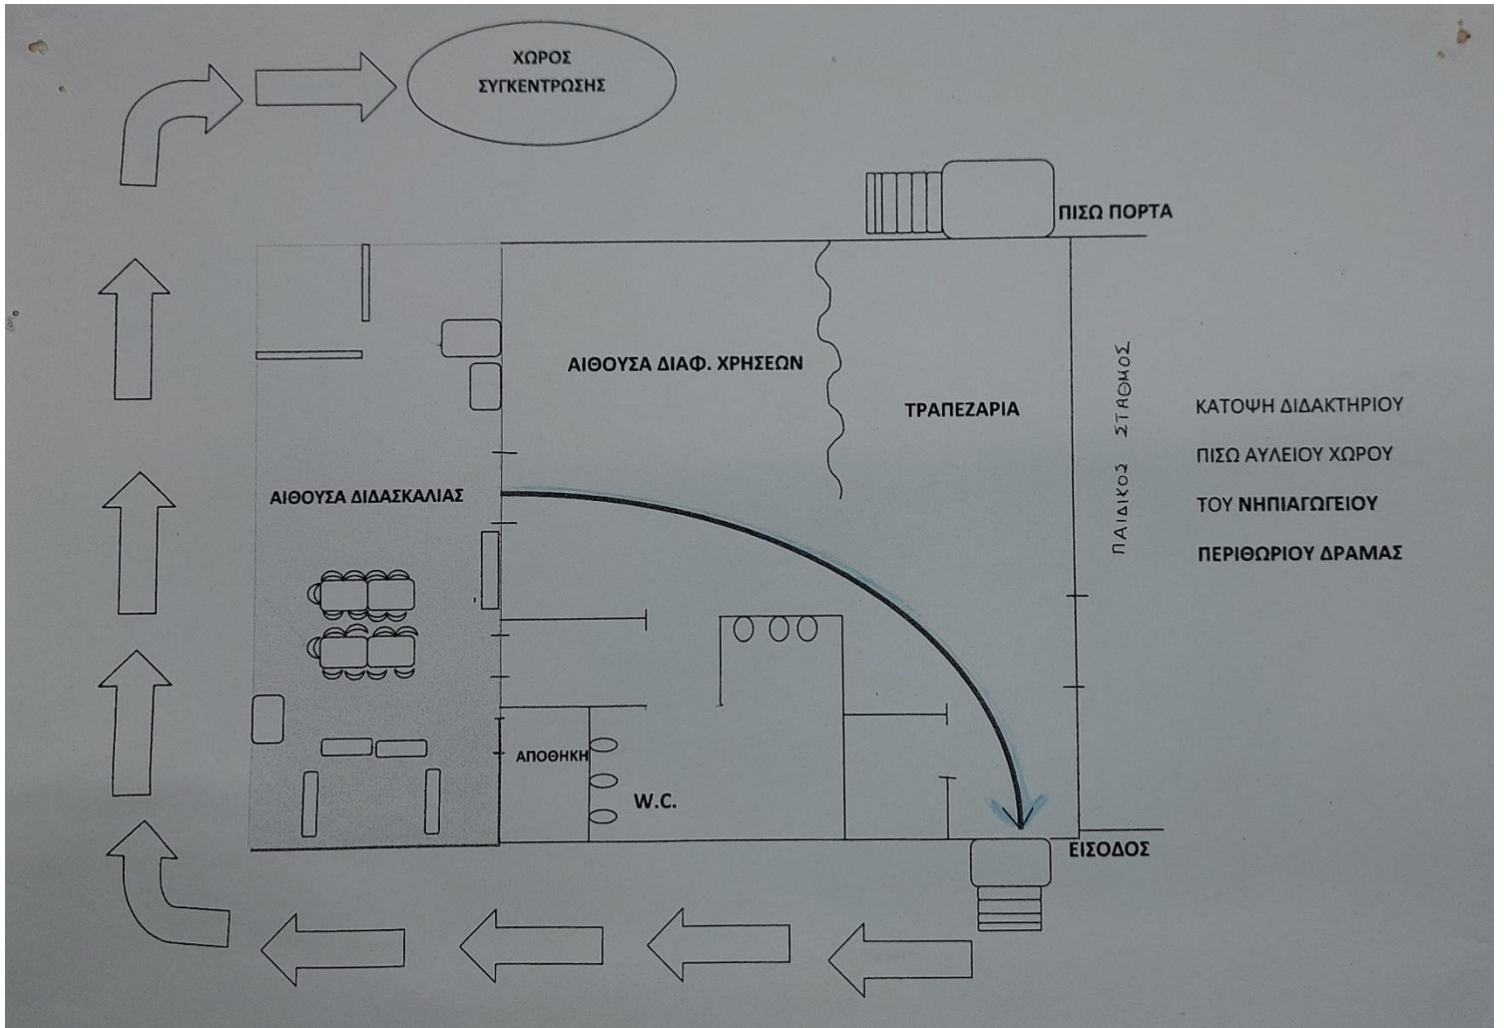 ΧΩΡΟΣ
ΣΥΓΚΕΝΤΡΩΣΗΣ
ΠΙΣΩ ΠΟΡΤΑ
ΑΙΘΟΥΣΑ ΔΙΑΦ. ΧΡΗΣΕΩΝ
ΤΡΑΠΕΖΑΡΙΑ
ΠΑΙΔΙΚΟΣ ΣΤΑΘΜΟΣ
ΚΑΤΟΨΗ ΔΙΔΑΚΤΗΡΙΟΥ
ΠΙΣΩ ΑΥΛΕΙΟΥ ΧΩΡΟΥ
ΤΟΥ ΝΗΠΙΑΓΩΓΕΙΟΥ
ΠΕΡΙΘΩΡΙΟΥ ΔΡΑΜΑΣ
ΑΙΘΟΥΣΑ ΔΙΔΑΣΚΑΛΙΑΣ
ΑΠΟΘΗΚΗ
W.C.
ΕΙΣΟΔΟΣ